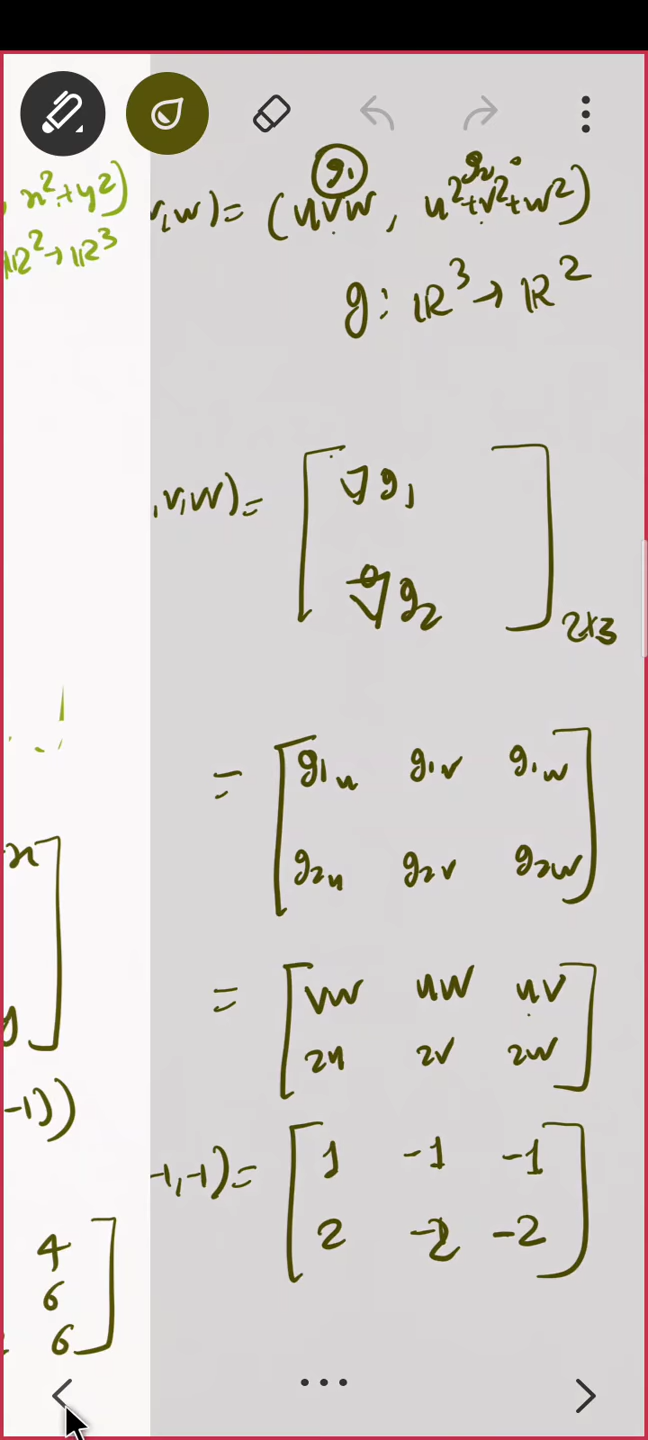 , x²+y²)
ℝ²→ℝ³
v,w)= (uvw, u²+v²+w²)
g₁ g₂
g: ℝ³→ℝ²
,v,w)= [∇g₁
∇g₂]2×3
= [g₁u g₁v g₁w
g₂u g₂v g₂w]
= [vw uw uv
2u 2v 2w]
x]
y]
-1))
-1,-1)= [1 -1 -1
2 -2 -2]
4
6
6]